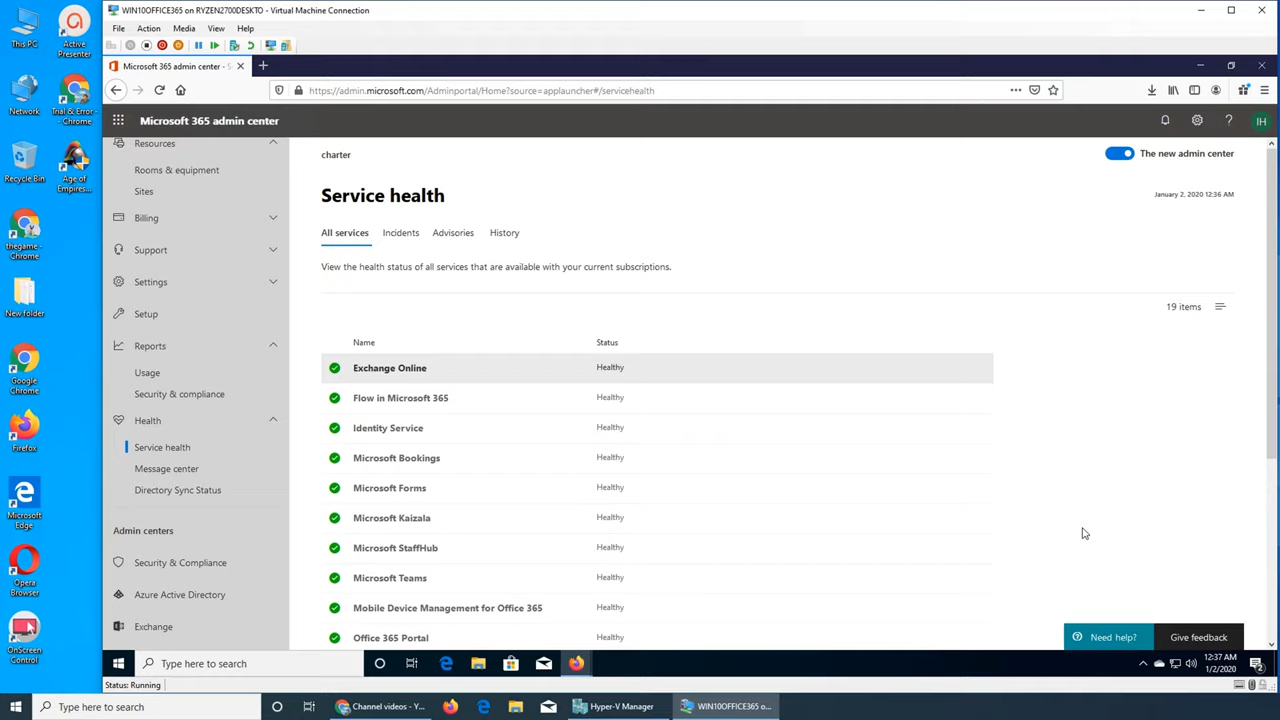 WIN10OFFICE365 on RYZEN2700DESKTO - Virtual Machine Connection
File Action Media View Help
Microsoft 365 admin center - S
https://admin.microsoft.com/Adminportal/Home?source=applauncher#/servicehealth
Microsoft 365 admin center
IH
This PC
Active Presenter
Network
Trial & Error - Chrome
Recycle Bin
Age of Empires...
thegame - Chrome
New folder
Google Chrome
Firefox
Microsoft Edge
Opera Browser
OnScreen Control
Resources
Rooms & equipment
Sites
Billing
Support
Settings
Setup
Reports
Usage
Security & compliance
Health
Service health
Message center
Directory Sync Status
Admin centers
Security & Compliance
Azure Active Directory
Exchange
charter
The new admin center
Service health
January 2, 2020 12:36 AM
All services Incidents Advisories History
View the health status of all services that are available with your current subscriptions.
19 items
Name Status
Exchange Online Healthy
Flow in Microsoft 365 Healthy
Identity Service Healthy
Microsoft Bookings Healthy
Microsoft Forms Healthy
Microsoft Kaizala Healthy
Microsoft StaffHub Healthy
Microsoft Teams Healthy
Mobile Device Management for Office 365 Healthy
Office 365 Portal Healthy
Need help? Give feedback
Type here to search
12:37 AM
1/2/2020
2
Status: Running
Type here to search
Channel videos - Y...
Hyper-V Manager
WIN10OFFICE365 o...